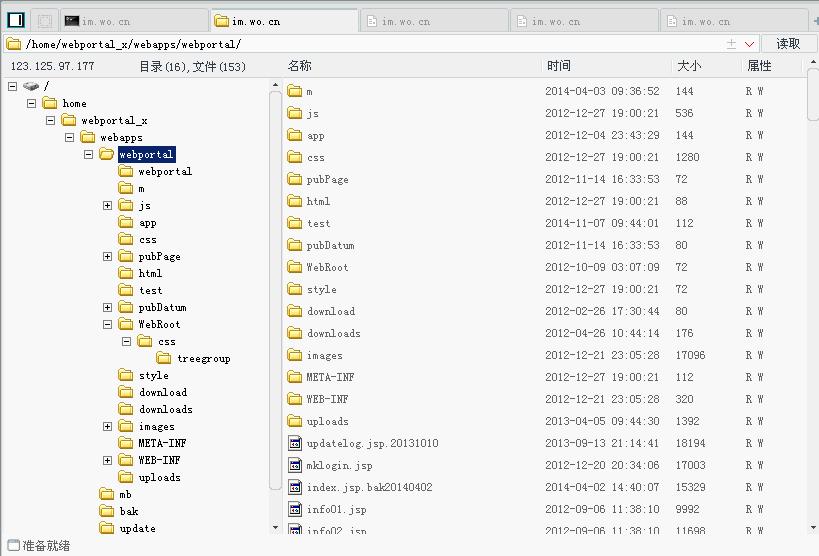 im.wo.cn im.wo.cn im.wo.cn im.wo.cn im.wo.cn
/home/webportal_x/webapps/webportal/ 读取
123.125.97.177 目录(16),文件(153)
/
home
webportal_x
webapps
webportal
webportal
m
js
app
css
pubPage
html
test
pubDatum
WebRoot
css
treegroup
style
download
downloads
images
META-INF
WEB-INF
uploads
mb
bak
update
名称 时间 大小 属性
m 2014-04-03 09:36:52 144 R W
js 2012-12-27 19:00:21 536 R W
app 2012-12-04 23:43:29 144 R W
css 2012-12-27 19:00:21 1280 R W
pubPage 2012-11-14 16:33:53 72 R W
html 2012-12-27 19:00:21 88 R W
test 2014-11-07 09:44:01 112 R W
pubDatum 2012-11-14 16:33:53 80 R W
WebRoot 2012-10-09 03:07:09 72 R W
style 2012-12-27 19:00:21 72 R W
download 2012-02-26 17:30:44 80 R W
downloads 2012-04-26 10:44:14 176 R W
images 2012-12-21 23:05:28 17096 R W
META-INF 2012-12-27 19:00:21 112 R W
WEB-INF 2012-12-21 23:05:28 320 R W
uploads 2013-04-05 09:44:30 1392 R W
updatelog.jsp.20131010 2013-09-13 21:14:41 18194 R W
mklogin.jsp 2012-12-20 20:34:06 17003 R W
index.jsp.bak20140402 2014-04-02 14:40:07 15329 R W
info01.jsp 2012-09-06 11:38:10 9992 R W
info02.jsp 2012-09-06 11:38:10 11698 R W
准备就绪